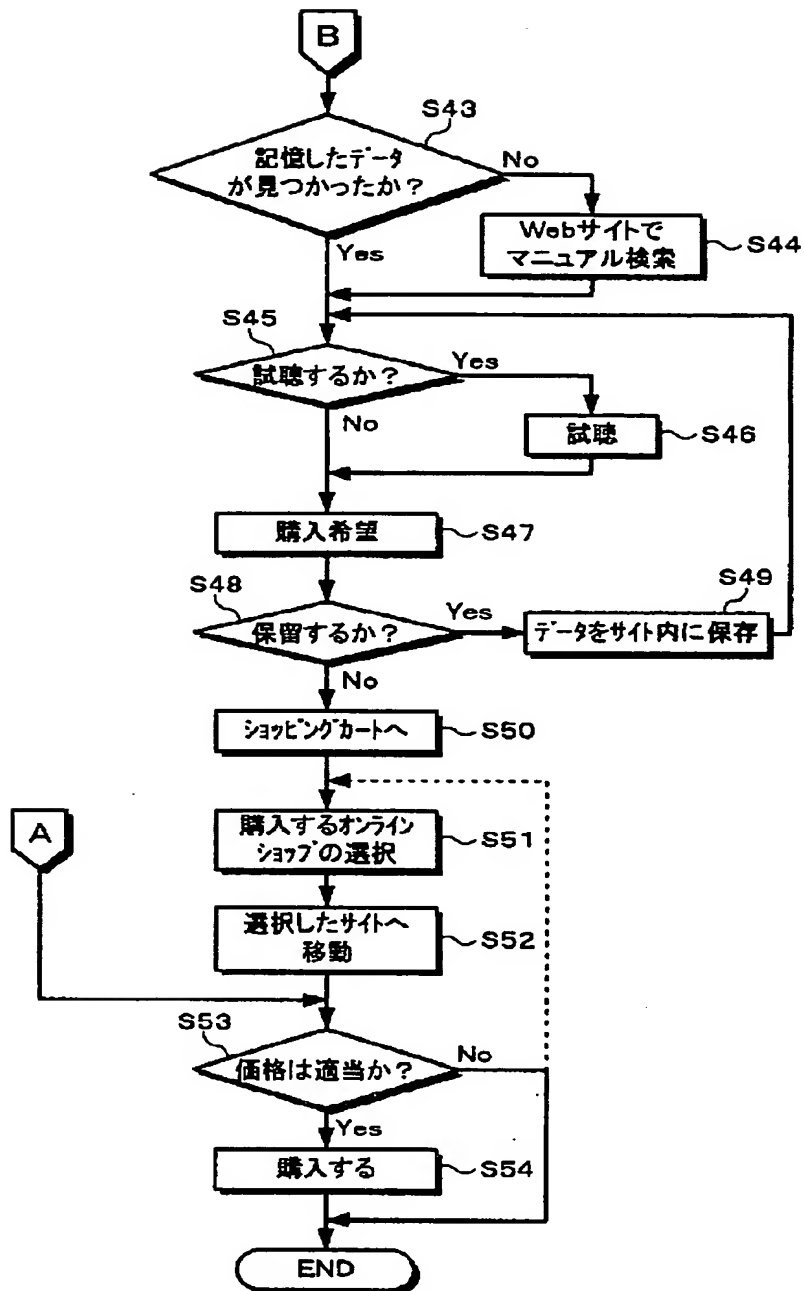 B
S43
記憶したデータ
が見つかったか？
No
Yes
Webサイトで
マニュアル検索
S44
S45
試聴するか？
Yes
No
試聴
S46
購入希望
S47
S48
保留するか？
Yes
No
S49
データをサイト内に保存
ショッピングカートへ
S50
A
購入するオンライン
ショップの選択
S51
選択したサイトへ
移動
S52
S53
価格は適当か？
No
Yes
購入する
S54
END